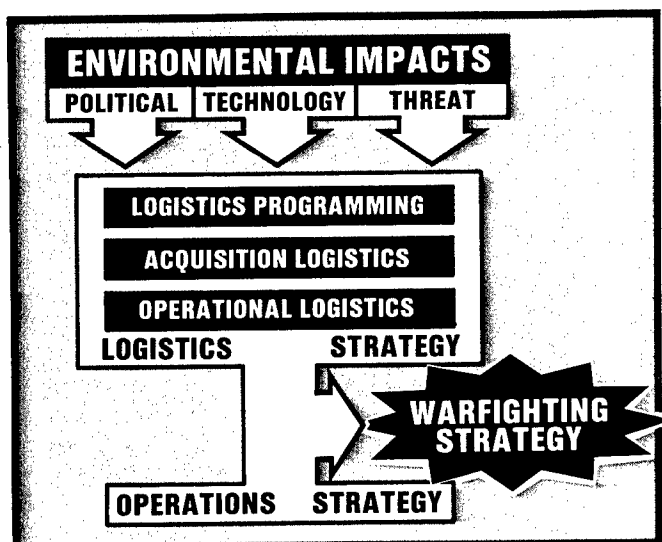 ENVIRONMENTAL IMPACTS
POLITICAL TECHNOLOGY THREAT
LOGISTICS PROGRAMMING
ACQUISITION LOGISTICS
OPERATIONAL LOGISTICS
LOGISTICS STRATEGY
WARFIGHTING
STRATEGY
OPERATIONS STRATEGY